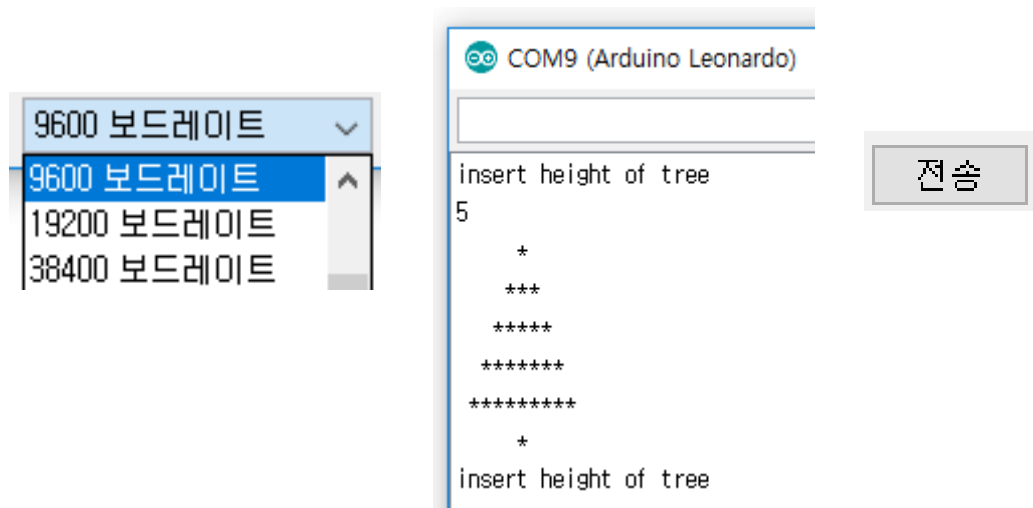 9600 보드레이트
9600 보드레이트
19200 보드레이트
38400 보드레이트
COM9 (Arduino Leonardo)
insert height of tree
5
*
***
*****
*******
*********
*
insert height of tree
전송